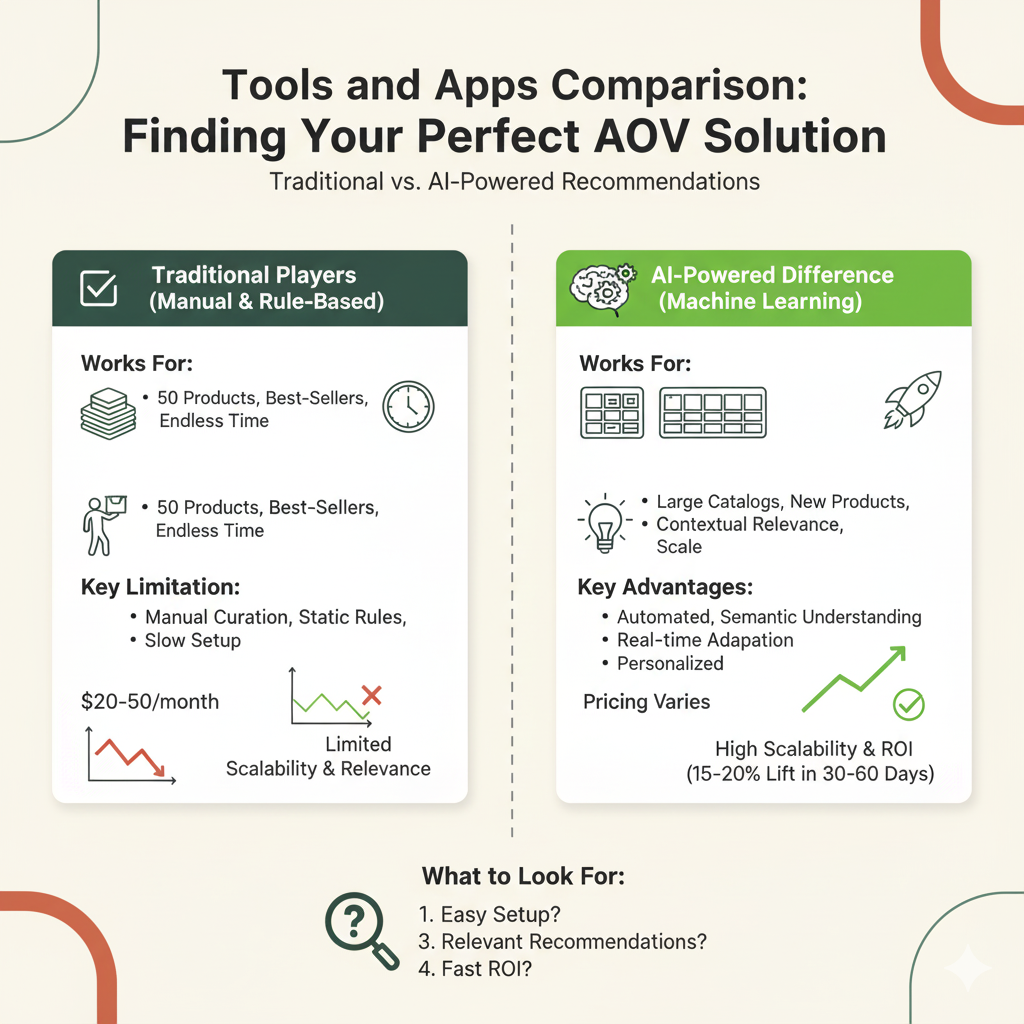 Tools and Apps Comparison:
Finding Your Perfect AOV Solution
Traditional vs. AI-Powered Recommendations
Traditional Players
(Manual & Rule-Based)
Works For:
• 50 Products, Best-Sellers,
Endless Time
• 50 Products, Best-Sellers,
Endless Time
Key Limitation:
• Manual Curation, Static Rules,
• Slow Setup
$20-50/month
Limited
Scalability & Relevance
AI-Powered Difference
(Machine Learning)
Works For:
• Large Catalogs, New Products,
• Contextual Relevance,
Scale
Key Advantages:
• Automated, Semantic Understanding
• Real-time Adapation
• Personalized
Pricing Varies
High Scalability & ROI
(15-20% Lift in 30-60 Days)
What to Look For:
?
1. Easy Setup?
3. Relevant Recommendations?
4. Fast ROI?